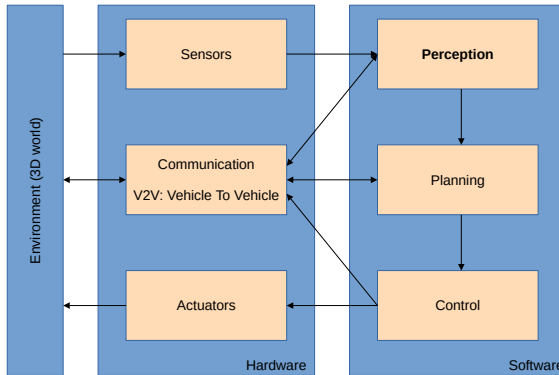 Environment (3D world)
Sensors
Perception
Communication
V2V: Vehicle To Vehicle
Planning
Actuators
Control
Hardware
Software